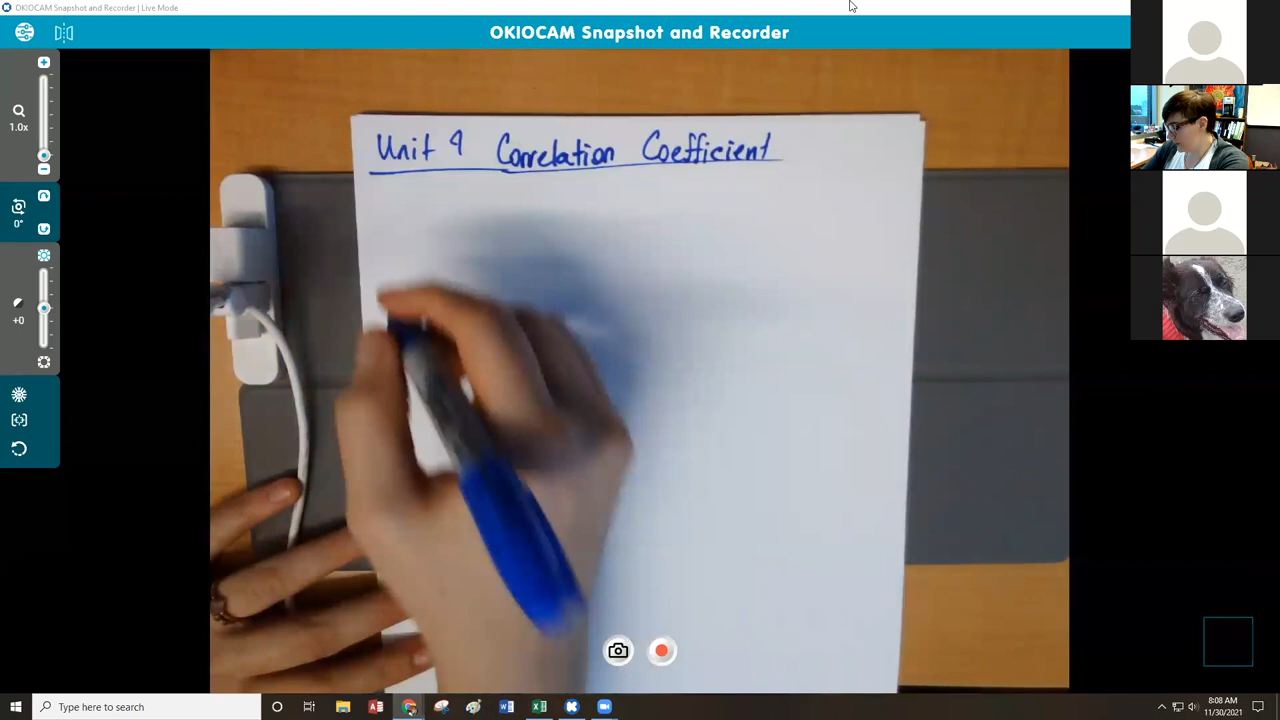 OKIOCAM Snapshot and Recorder | Live Mode
OKIOCAM Snapshot and Recorder
1.0x
0°
+0
Unit 9 Correlation Coefficient
Type here to search
8:08 AM
11/30/2021